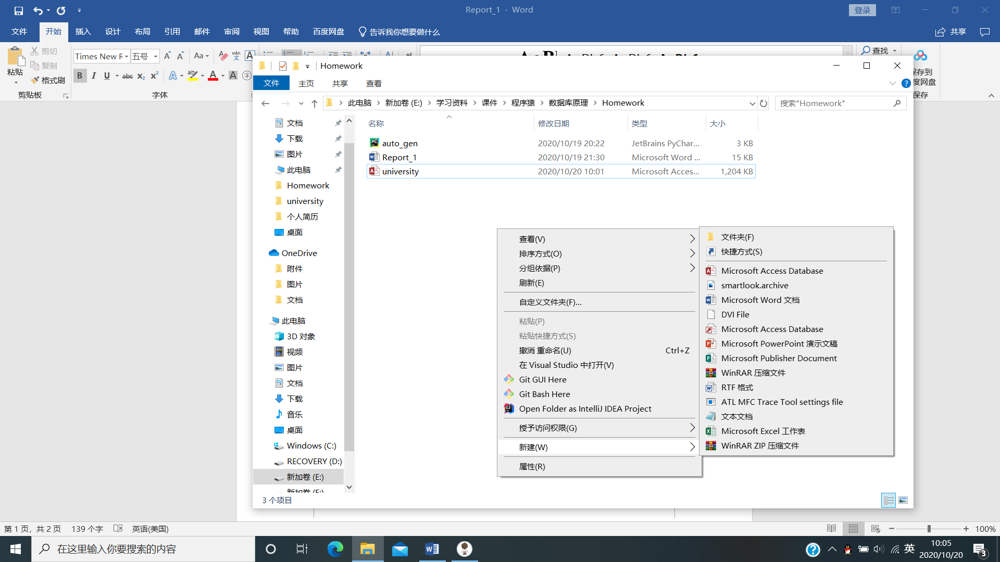 Report_1 - Word
登录
文件 开始 插入 设计 布局 引用 邮件 审阅 视图 帮助 百度网盘 告诉我你想要做什么 共享
粘贴 剪切 复制 格式刷 剪贴板
Times New R 五号 Aa wén 文 A
B I U abc x₂ x² A aby A A 字
字体
查找
保存到
百度网盘
保存
Homework
文件 主页 共享 查看
此电脑 新加卷 (E:) 学习资料 课件 程序猿 数据库原理 Homework
搜索"Homework"
文档
下载
图片
此电脑
Homework
university
个人简历
桌面
OneDrive
附件
图片
文档
此电脑
3D 对象
视频
图片
文档
下载
音乐
桌面
Windows (C:)
RECOVERY (D:)
新加卷 (E:)
新加卷 (F:)
名称 修改日期 类型 大小
auto_gen 2020/10/19 20:22 JetBrains PyChar... 3 KB
Report_1 2020/10/19 21:30 Microsoft Word ... 15 KB
university 2020/10/20 10:01 Microsoft Acces... 1,204 KB
查看(V)
排序方式(O)
分组依据(P)
刷新(E)
自定义文件夹(F)...
粘贴(P)
粘贴快捷方式(S)
撤消 重命名(U) Ctrl+Z
在 Visual Studio 中打开(V)
Git GUI Here
Git Bash Here
Open Folder as IntelliJ IDEA Project
授予访问权限(G)
新建(W)
属性(R)
文件夹(F)
快捷方式(S)
Microsoft Access Database
smartlook.archive
Microsoft Word 文档
DVI File
Microsoft Access Database
Microsoft PowerPoint 演示文稿
Microsoft Publisher Document
WinRAR 压缩文件
RTF 格式
ATL MFC Trace Tool settings file
文本文档
Microsoft Excel 工作表
WinRAR ZIP 压缩文件
3 个项目
第 1 页，共 2 页 139 个字 英语(美国) 100%
在这里输入你要搜索的内容
英
10:05
2020/10/20
3